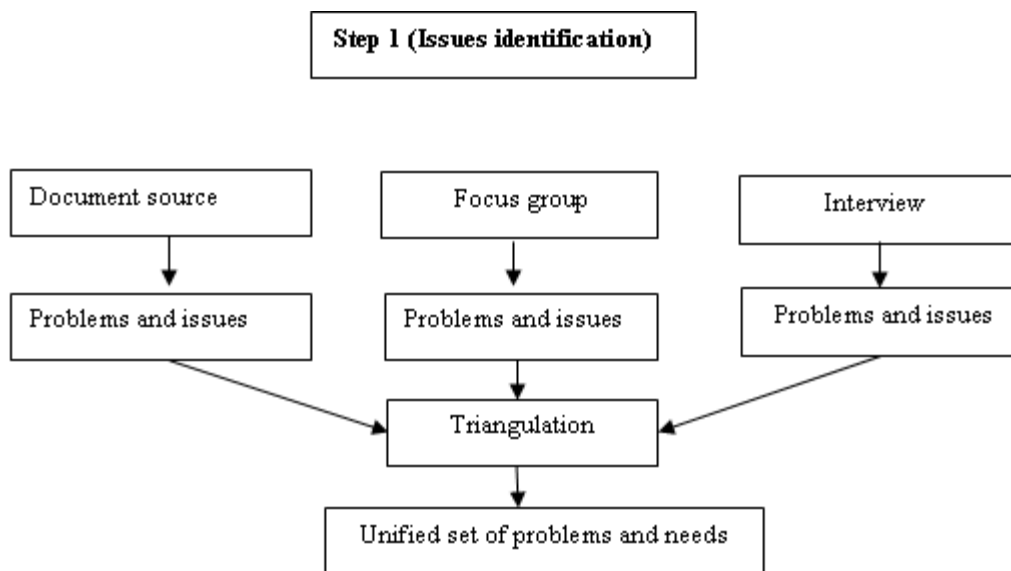 Step 1 (Issues identification)
Document source
Focus group
Interview
Problems and issues
Problems and issues
Problems and issues
Triangulation
Unified set of problems and needs